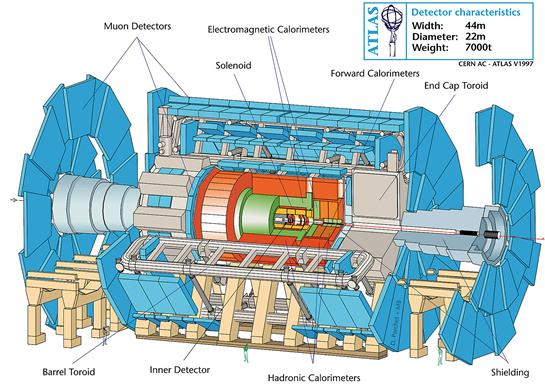 ATLAS
Detector characteristics
Width: 44m
Diameter: 22m
Weight: 7000t
CERN AC - ATLAS V1997
Muon Detectors
Electromagnetic Calorimeters
Solenoid
Forward Calorimeters
End Cap Toroid
Barrel Toroid
Inner Detector
Hadronic Calorimeters
Shielding